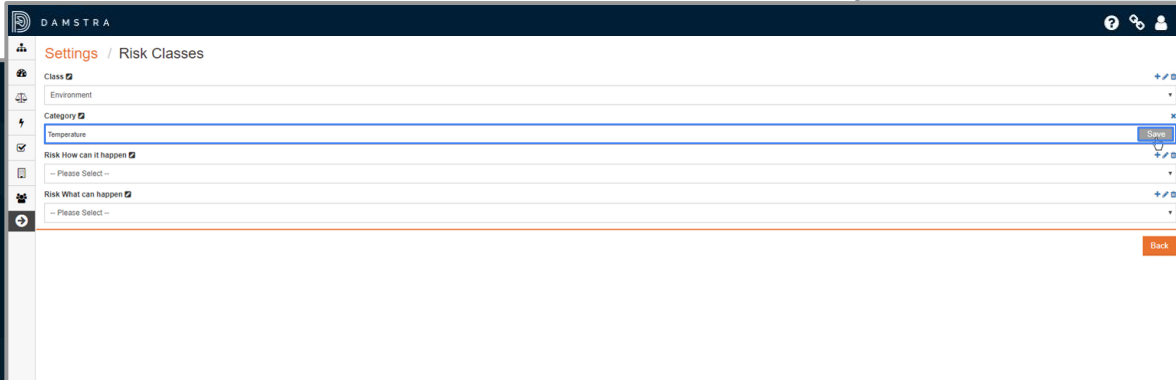 DAMSTRA
Settings / Risk Classes
Class
Environment
Category
Temperature
Save
Risk How can it happen
-- Please Select --
Risk What can happen
-- Please Select --
Back